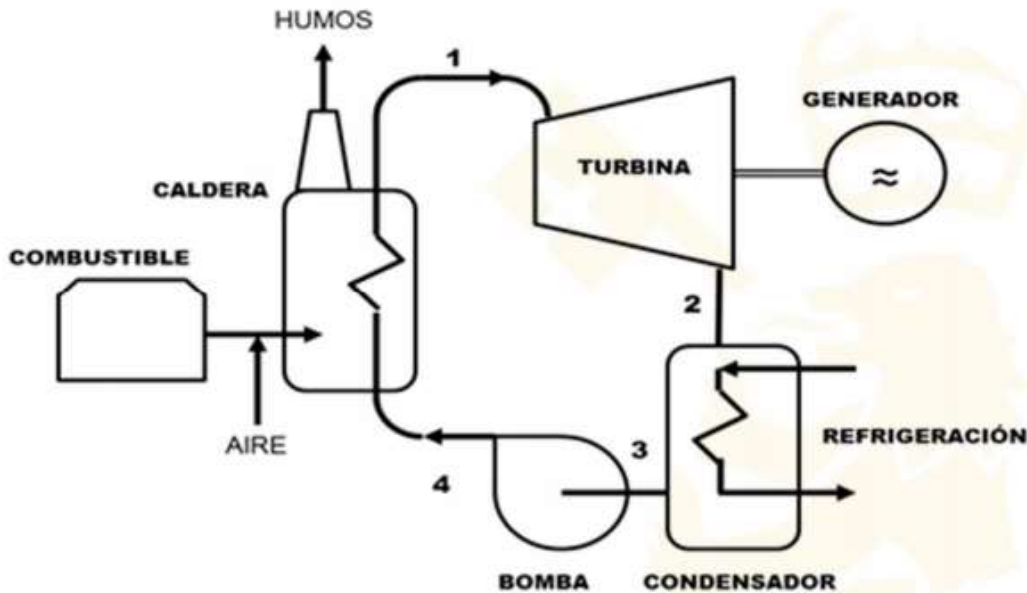 HUMOS
1
GENERADOR
TURBINA
≈
CALDERA
COMBUSTIBLE
2
AIRE
REFRIGERACIÓN
3
4
BOMBA
CONDENSADOR